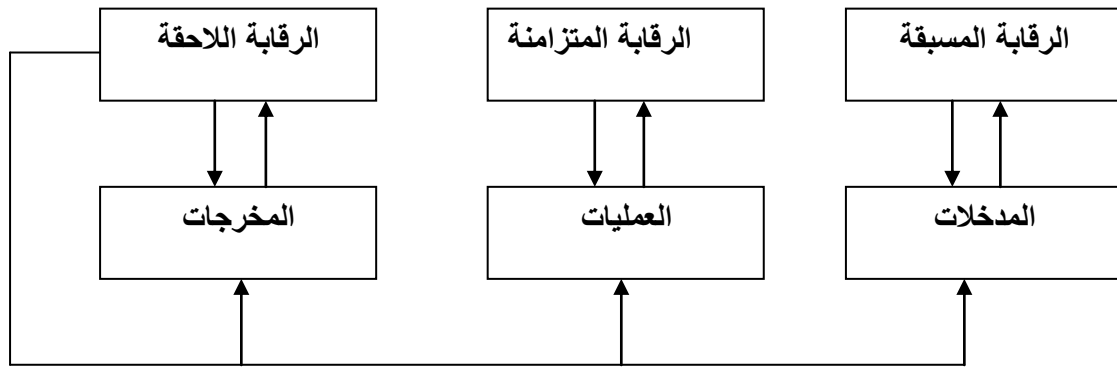 الرقابة المسبقة
الرقابة المتزامنة
الرقابة اللاحقة
المدخلات
العمليات
المخرجات